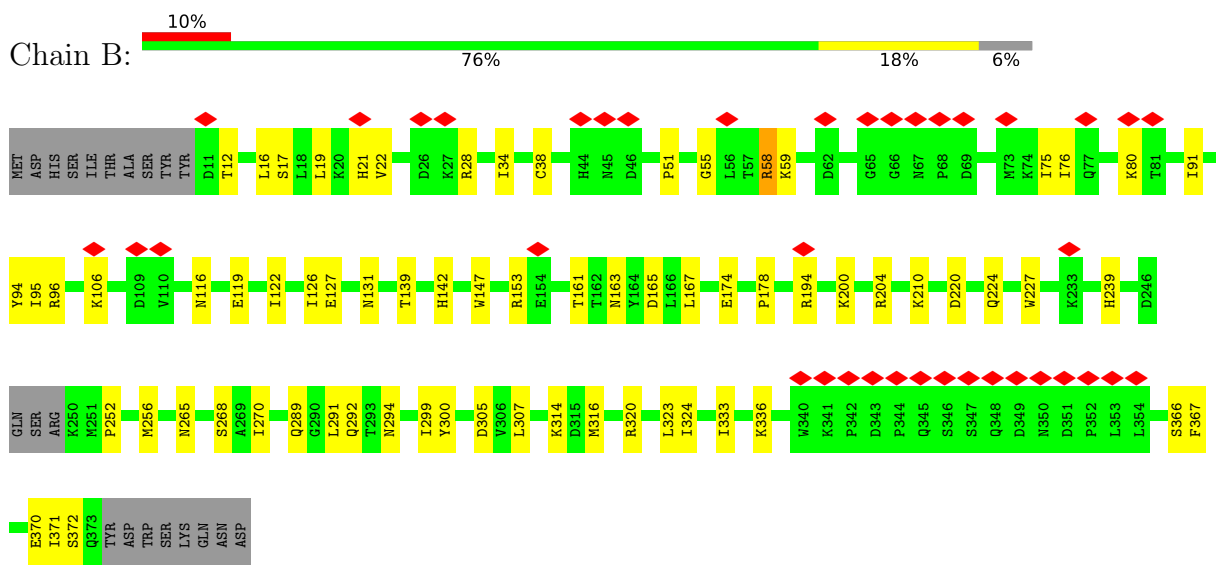 10%
Chain B:
76% 18% 6%
MET ASP HIS SER ILE THR ALA SER TYR TYR D11 T12 L16 S17 L18 L19 K20 H21 V22 D26 K27 R28 I34 C38 H44 N45 D46 P51 G55 L56 T57 R58 K59 D62 G65 G66 N67 P68 D69 M73 K74 I75 I76 Q77 K80 T81 I91
Y94 I95 R96 K106 D109 V110 N116 E119 I122 I126 E127 N131 T139 H142 W147 R153 E154 T161 T162 N163 Y164 D165 L166 L167 E174 P178 R194 K200 R204 K210 D220 Q224 W227 K233 H239 D246
GLN SER ARG K250 M251 P252 M256 N265 S268 A269 I270 Q289 G290 L291 Q292 T293 N294 I299 Y300 D305 V306 L307 K314 D315 M316 R320 L323 I324 I333 K336 W340 K341 P342 D343 P344 Q345 S346 S347 Q348 D349 N350 D351 P352 L353 L354 S366 F367
E370 I371 S372 Q373 TYR ASP TRP SER LYS GLN ASN ASP